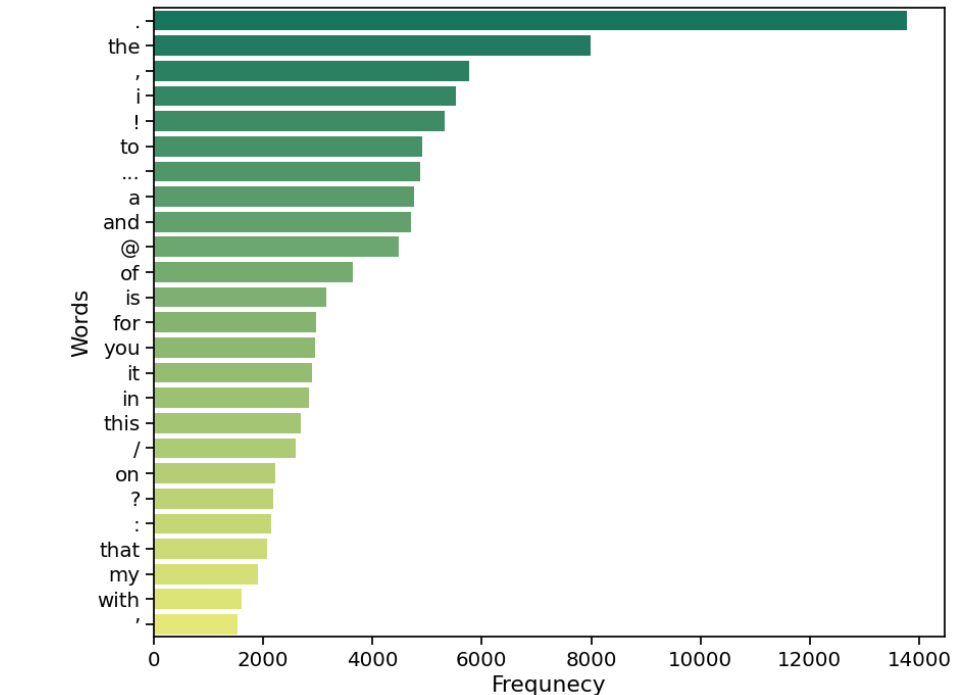 .
the
,
i
!
to
...
a
and
@
of
is
for
you
it
in
this
/
on
?
:
that
my
with
’
Words
0 2000 4000 6000 8000 10000 12000 14000
Frequnecy